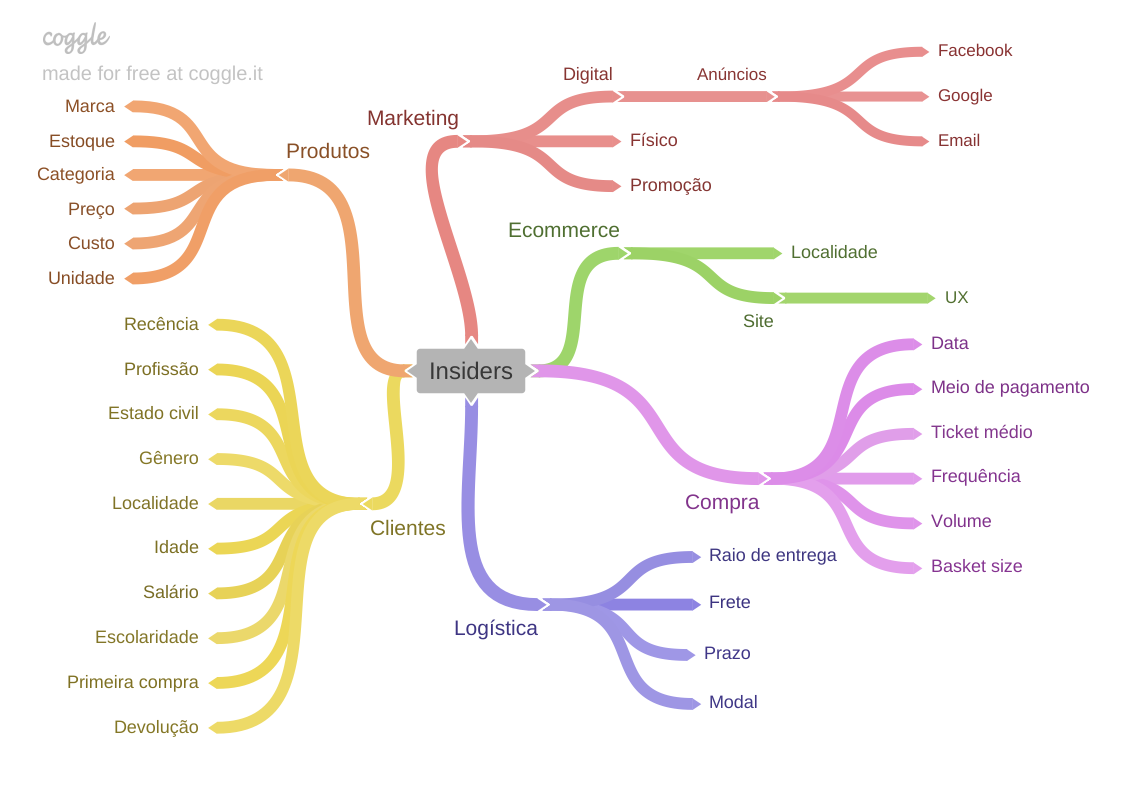 coggle
made for free at coggle.it
Marca
Estoque
Categoria
Preço
Custo
Unidade
Produtos
Marketing
Digital
Anúncios
Facebook
Google
Email
Físico
Promoção
Ecommerce
Localidade
Site
UX
Insiders
Recência
Profissão
Estado civil
Gênero
Localidade
Idade
Salário
Escolaridade
Primeira compra
Devolução
Clientes
Compra
Data
Meio de pagamento
Ticket médio
Frequência
Volume
Basket size
Logística
Raio de entrega
Frete
Prazo
Modal